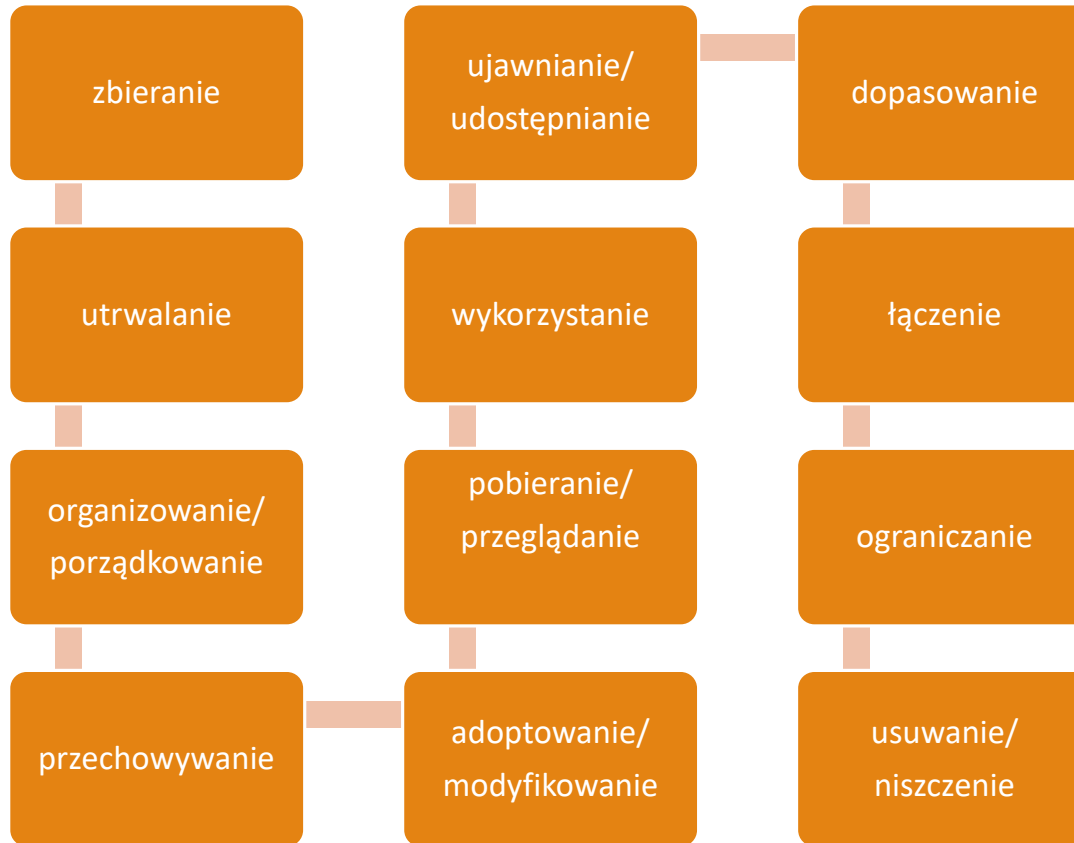 zbieranie
utrwalanie
organizowanie/
porządkowanie
przechowywanie
adoptowanie/
modyfikowanie
pobieranie/
przeglądanie
wykorzystanie
ujawnianie/
udostępnianie
dopasowanie
łączenie
ograniczanie
usuwanie/
niszczenie